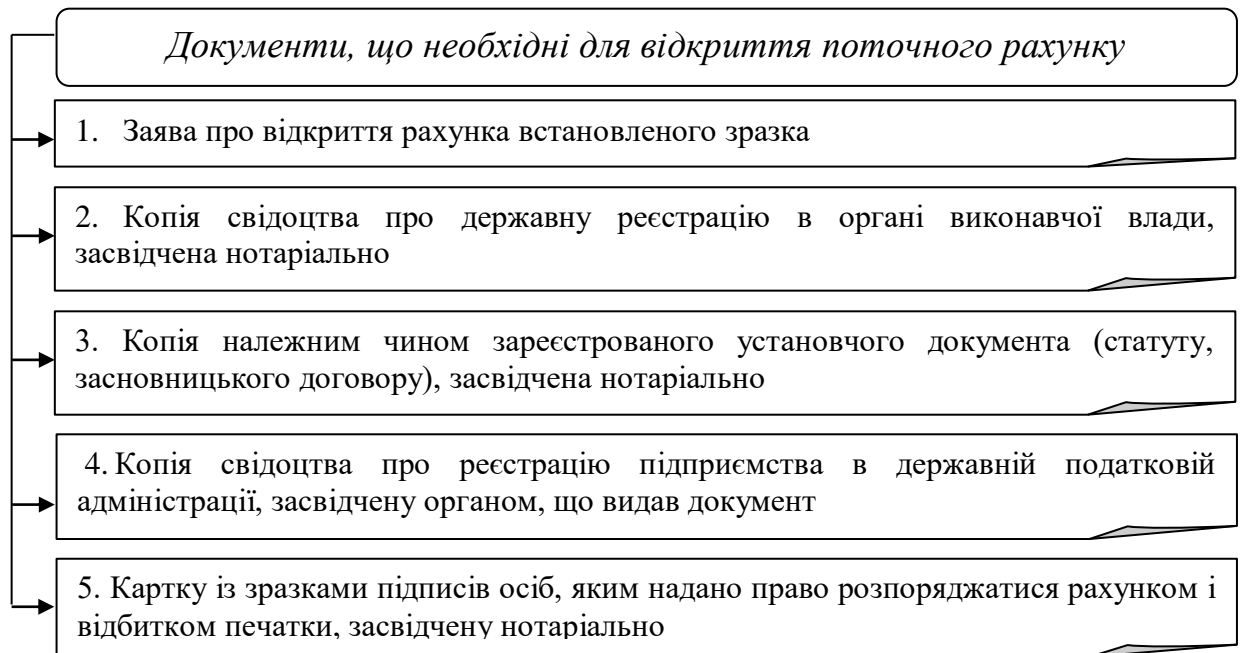 Документи, що необхідні для відкриття поточного рахунку
1. Заява про відкриття рахунка встановленого зразка
2. Копія свідоцтва про державну реєстрацію в органі виконавчої влади,
засвідчена нотаріально
3. Копія належним чином зареєстрованого установчого документа (статуту,
засновницького договору), засвідчена нотаріально
4. Копія свідоцтва про реєстрацію підприємства в державній податковій
адміністрації, засвідчену органом, що видав документ
5. Картку із зразками підписів осіб, яким надано право розпоряджатися рахунком і
відбитком печатки, засвідчену нотаріально